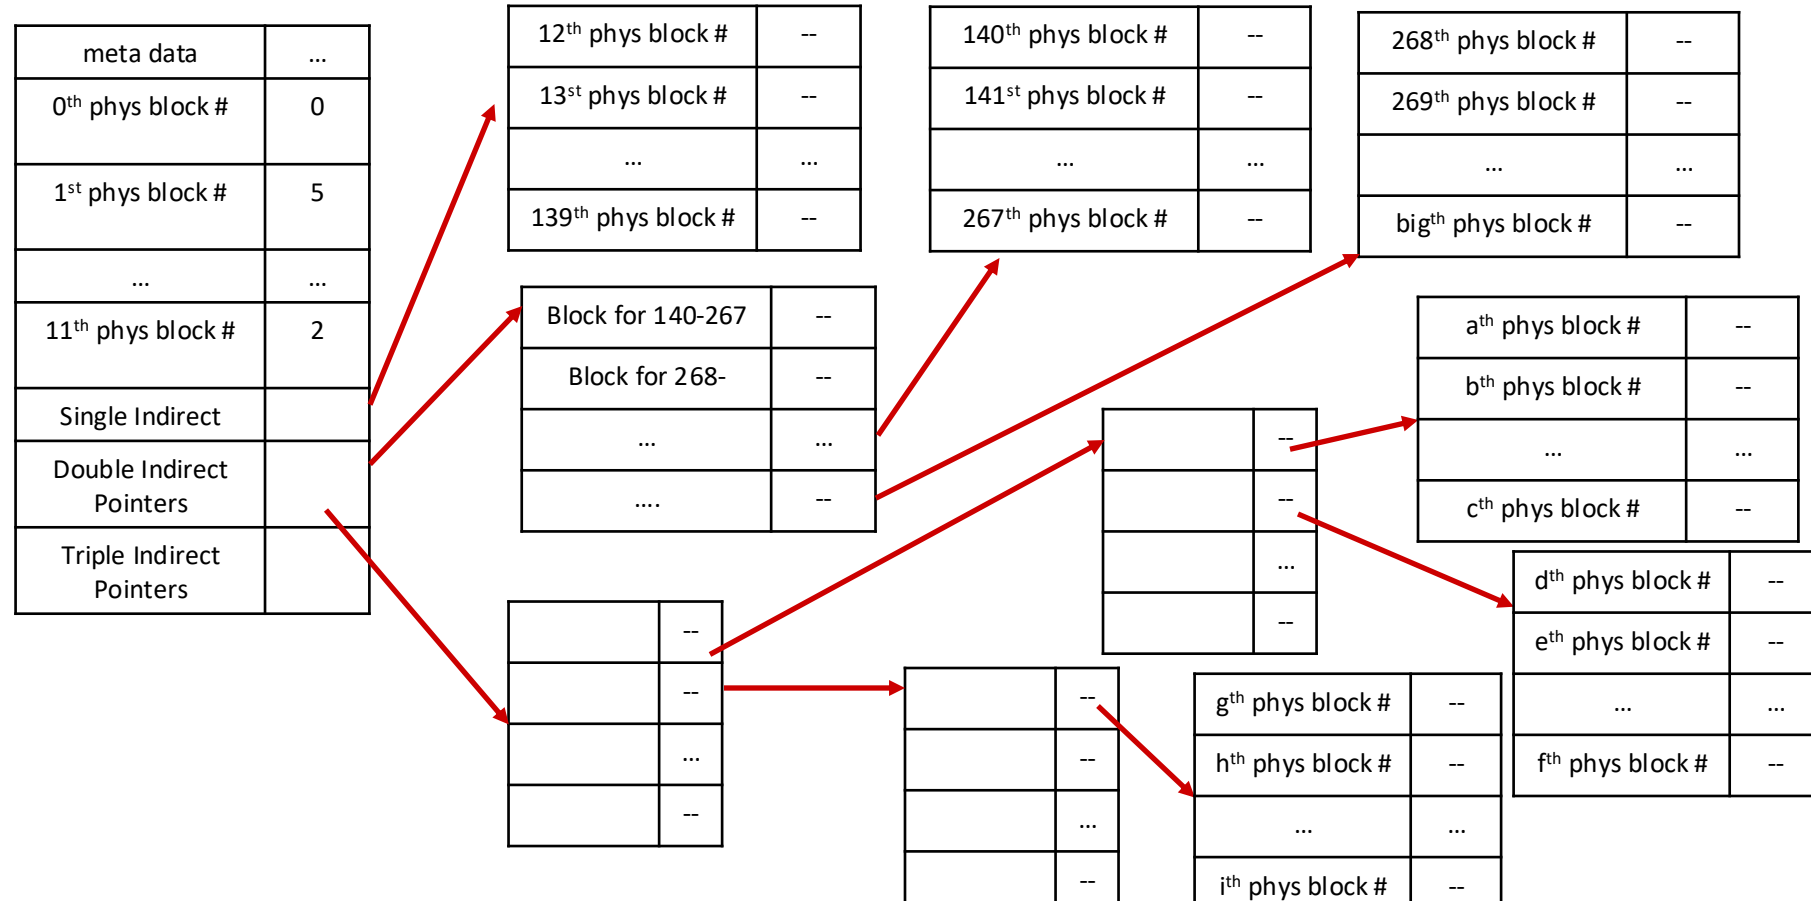 meta data ...
0th phys block # 0
1st phys block # 5
... ...
11th phys block # 2
Single Indirect
Double Indirect
Pointers
Triple Indirect
Pointers
12th phys block # --
13st phys block # --
... ...
139th phys block # --
140th phys block # --
141st phys block # --
... ...
267th phys block # --
268th phys block # --
269th phys block # --
... ...
bigth phys block # --
Block for 140-267 --
Block for 268- --
... ...
.... --
--
--
...
--
ath phys block # --
bth phys block # --
... ...
cth phys block # --
dth phys block # --
eth phys block # --
... ...
fth phys block # --
--
--
...
--
--
--
...
--
gth phys block # --
hth phys block # --
... ...
ith phys block # --